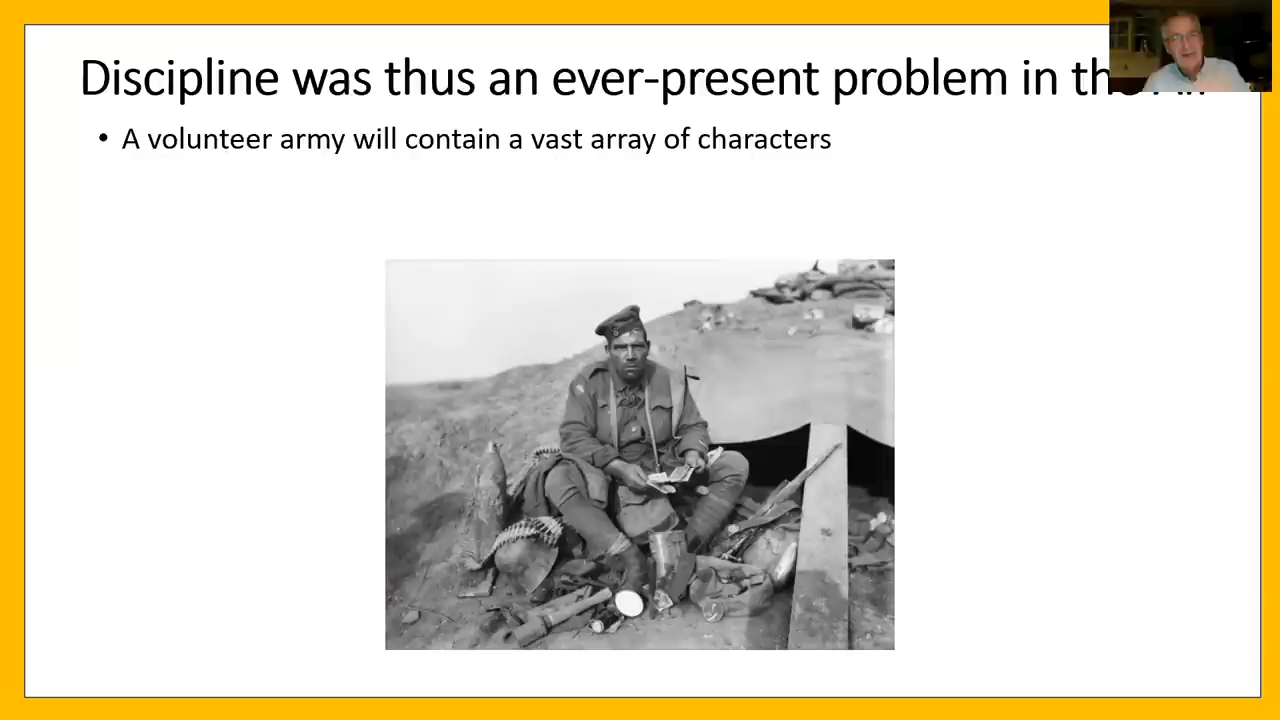 Discipline was thus an ever-present problem in the
• A volunteer army will contain a vast array of characters